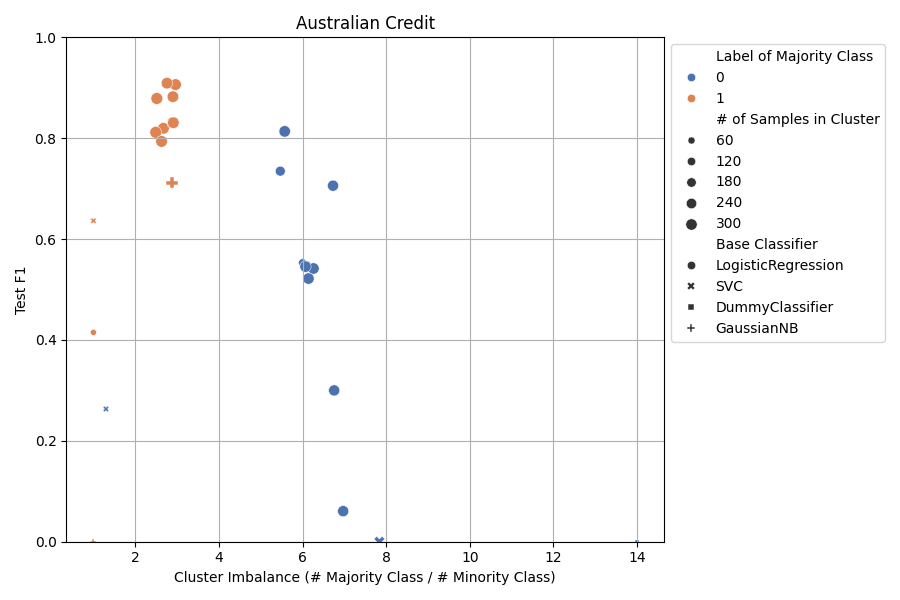 Australian Credit
1.0
0.8
0.6
0.4
0.2
0.0
Test F1
2
4
6
8
10
12
14
Cluster Imbalance (# Majority Class / # Minority Class)
Label of Majority Class
0
1
# of Samples in Cluster
60
120
180
240
300
Base Classifier
LogisticRegression
SVC
DummyClassifier
GaussianNB